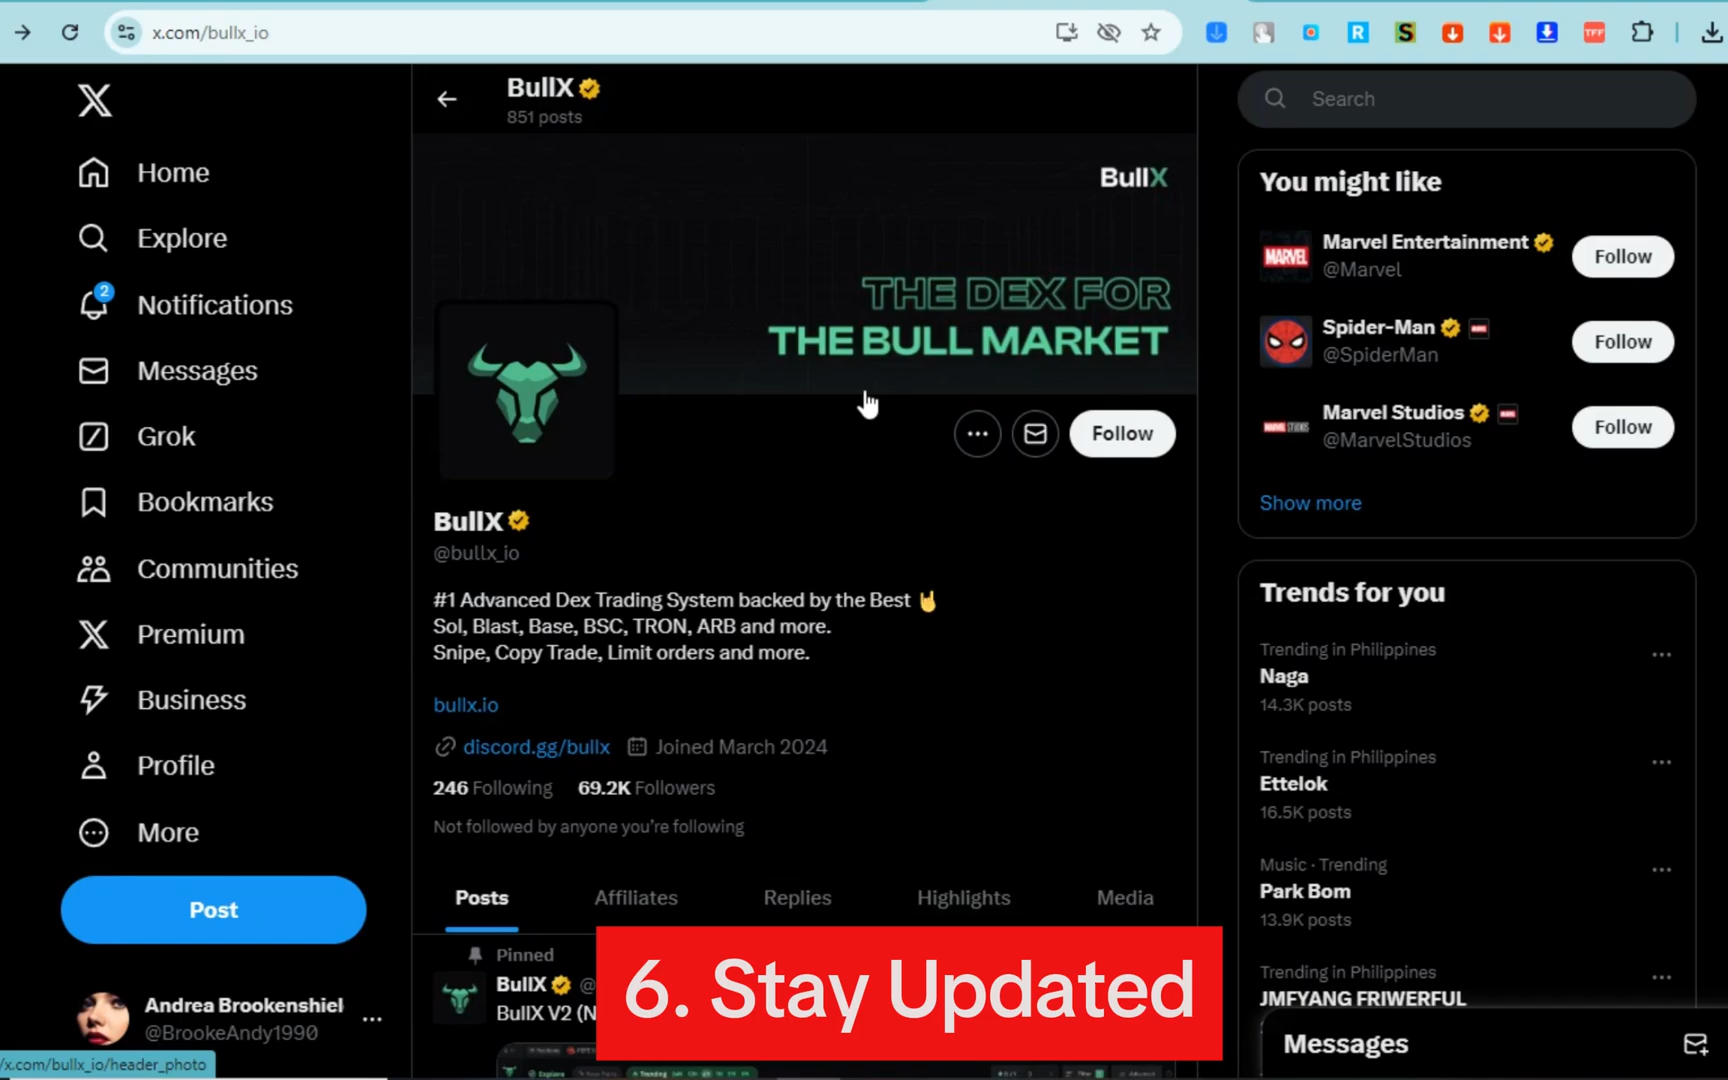 x.com/bullx_io
R
S
TFF
BullX
851 posts
Search
Home
Explore
2
Notifications
Messages
Grok
Bookmarks
Communities
Premium
Business
Profile
More
Post
Andrea Brookenshiel
@BrookeAndy1990
/x.com/bullx_io/header_photo
BullX
THE DEX FOR
THE BULL MARKET
Follow
BullX
@bullx_io
#1 Advanced Dex Trading System backed by the Best 🤘
Sol, Blast, Base, BSC, TRON, ARB and more.
Snipe, Copy Trade, Limit orders and more.
bullx.io
discord.gg/bullx Joined March 2024
246 Following 69.2K Followers
Not followed by anyone you're following
Posts Affiliates Replies Highlights Media
Pinned
BullX @
BullX V2 (N
Explore
Trending
6. Stay Updated
You might like
MARVEL
Marvel Entertainment
@Marvel
Follow
Spider-Man
@SpiderMan
Follow
Marvel Studios
@MarvelStudios
Follow
Show more
Trends for you
Trending in Philippines
Naga
14.3K posts
Trending in Philippines
Ettelok
16.5K posts
Music · Trending
Park Bom
13.9K posts
Trending in Philippines
JMFYANG FRIWERFUL
Messages